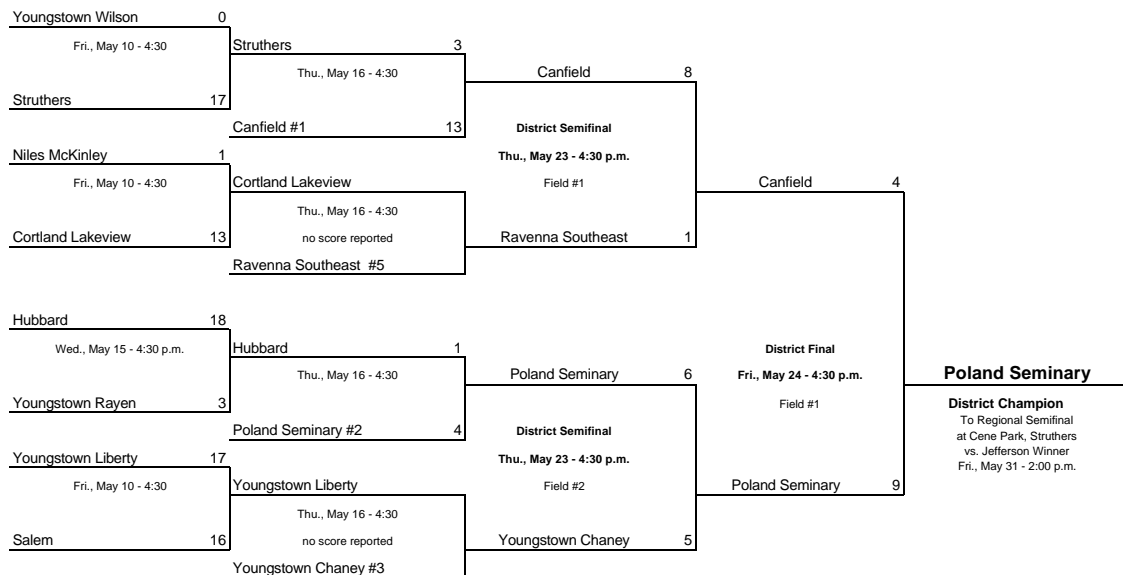 Youngstown Wilson 0
Fri., May 10 - 4:30
Struthers 17
Struthers 3
Thu., May 16 - 4:30
Canfield #1 13
Niles McKinley 1
Fri., May 10 - 4:30
Cortland Lakeview 13
Cortland Lakeview
Thu., May 16 - 4:30
no score reported
Ravenna Southeast #5
Canfield 8
District Semifinal
Thu., May 23 - 4:30 p.m.
Field #1
Ravenna Southeast 1
Canfield 4
Hubbard 18
Wed., May 15 - 4:30 p.m.
Youngstown Rayen 3
Hubbard 1
Thu., May 16 - 4:30
Poland Seminary #2 4
Youngstown Liberty 17
Fri., May 10 - 4:30
Salem 16
Youngstown Liberty
Thu., May 16 - 4:30
no score reported
Youngstown Chaney #3
Poland Seminary 6
District Semifinal
Thu., May 23 - 4:30 p.m.
Field #2
Youngstown Chaney 5
District Final
Fri., May 24 - 4:30 p.m.
Field #1
Poland Seminary 9
Poland Seminary
District Champion
To Regional Semifinal
at Cene Park, Struthers
vs. Jefferson Winner
Fri., May 31 - 2:00 p.m.